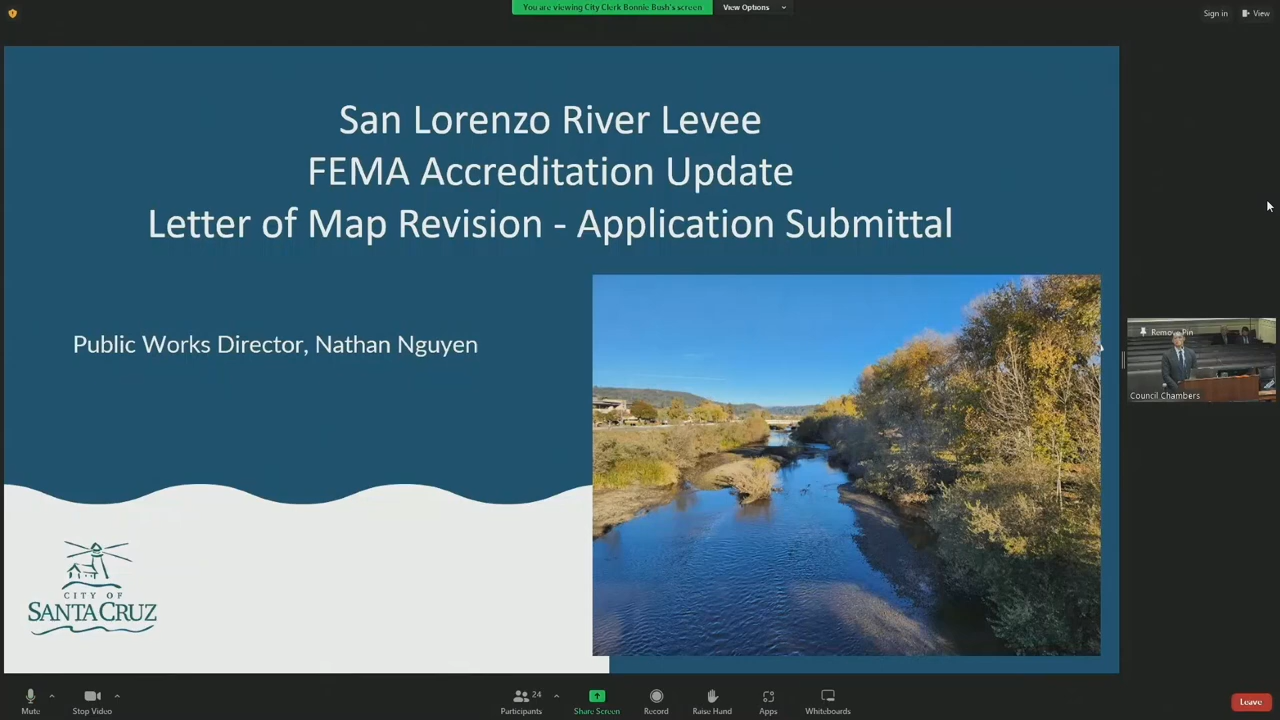 You are viewing City Clerk Bonnie Bush's screen
View Options
Sign in
View
San Lorenzo River Levee
FEMA Accreditation Update
Letter of Map Revision - Application Submittal
Public Works Director, Nathan Nguyen
Remove Pin
Council Chambers
CITY OF
SANTA CRUZ
Mute
Stop Video
24
Participants
Share Screen
Record
Raise Hand
Apps
Whiteboards
Leave